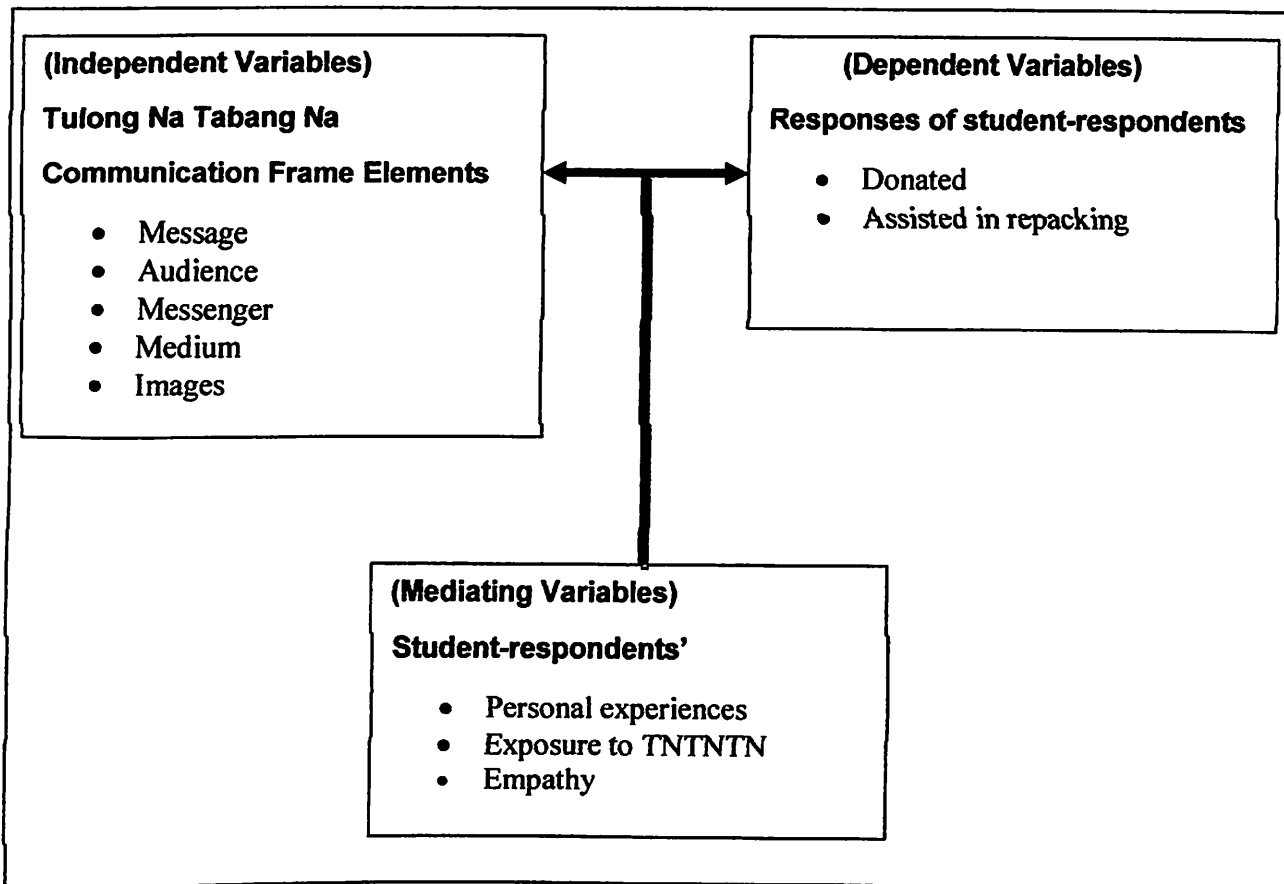 (Independent Variables)
Tulong Na Tabang Na
Communication Frame Elements
• Message
• Audience
• Messenger
• Medium
• Images
(Dependent Variables)
Responses of student-respondents
• Donated
• Assisted in repacking
(Mediating Variables)
Student-respondents'
• Personal experiences
• Exposure to TNTNTN
• Empathy